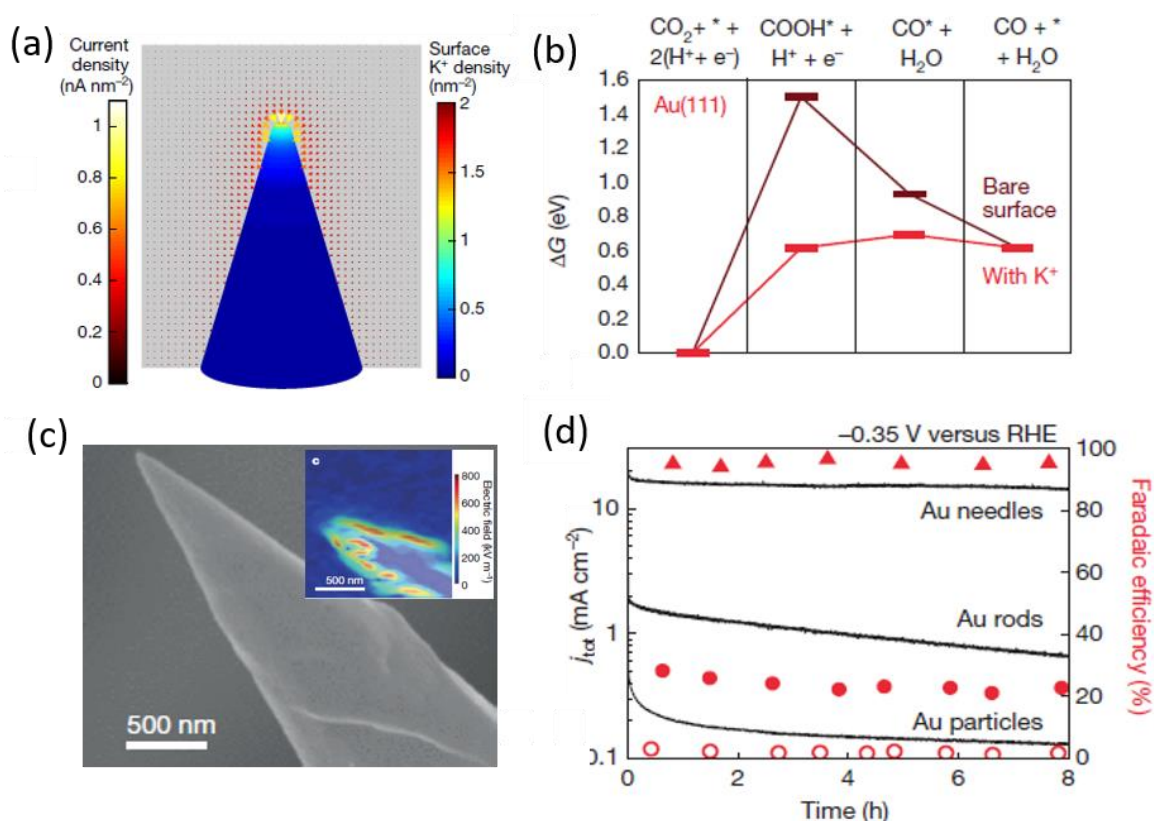 (a)
Current
density
(nA nm⁻²)
1
0.8
0.6
0.4
0.2
0
Surface
K⁺ density
(nm⁻²)
2
1.5
1
0.5
0
(b)
CO₂ + * +
2(H⁺+ e⁻)
COOH* +
H⁺ + e⁻
CO* +
H₂O
CO + *
+ H₂O
1.6
1.4
1.2
1.0
0.8
0.6
0.4
0.2
0.0
ΔG (eV)
Au(111)
Bare
surface
With K⁺
(c)
500 nm
c
500 nm
800
600
400
200
0
Electric field (kV m⁻¹)
(d)
–0.35 V versus RHE
10
1
0.1
jtot (mA cm⁻²)
Au needles
Au rods
Au particles
100
80
60
40
20
0
Faradaic efficiency (%)
0 2 4 6 8
Time (h)